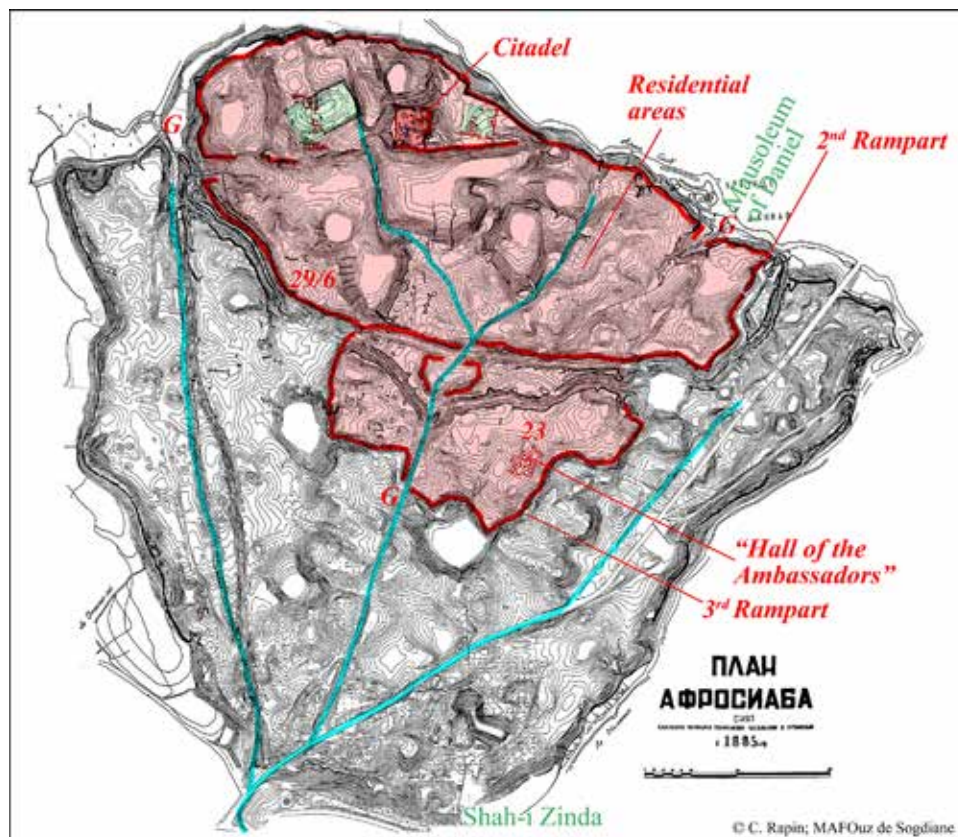 Citadel
Residential
areas
2nd Rampart
Mausoleum
of Daniel
G
G
29/6
23
G
"Hall of the
Ambassadors"
3rd Rampart
ПЛАН
АФРОСИАБА
1885
Shah-i Zinda
© C. Rapin; MAFOuz de Sogdiane